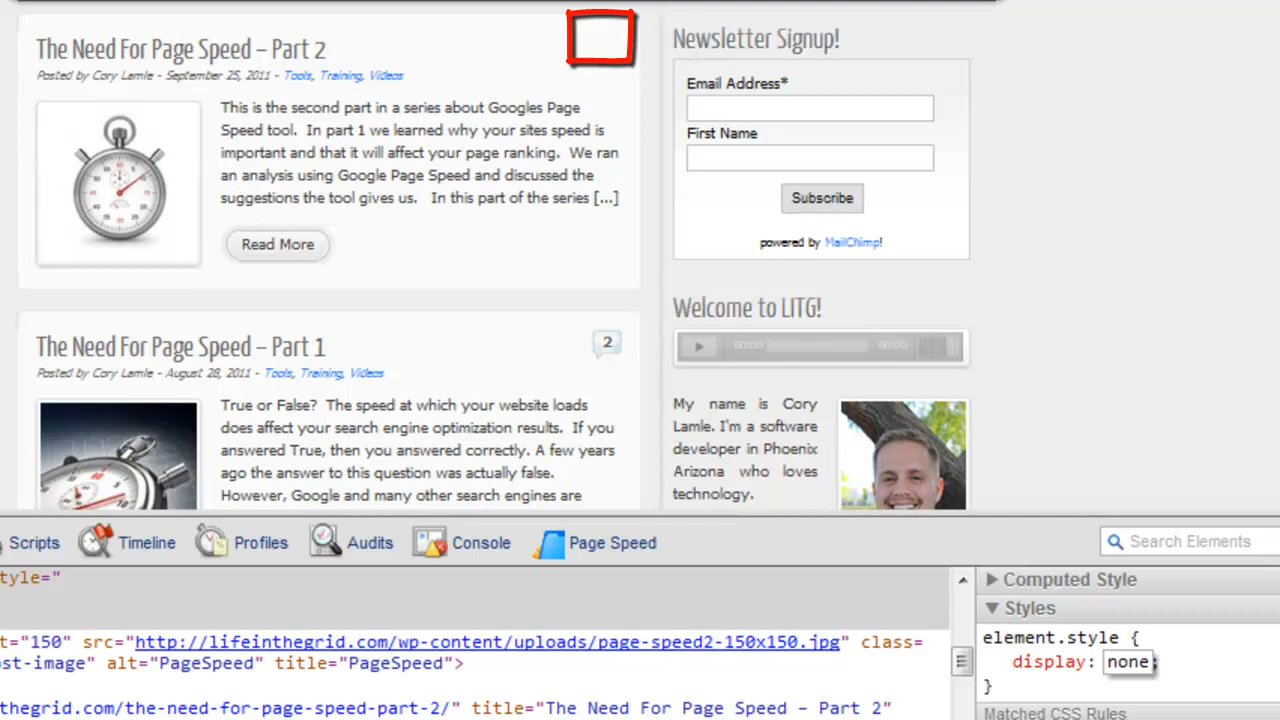 The Need For Page Speed – Part 2
Posted by Cory Lamle - September 25, 2011 - Tools, Training, Videos
This is the second part in a series about Googles Page
Speed tool. In part 1 we learned why your sites speed is
important and that it will affect your page ranking. We ran
an analysis using Google Page Speed and discussed the
suggestions the tool gives us. In this part of the series [...]
Read More
The Need For Page Speed – Part 1
2
Posted by Cory Lamle - August 28, 2011 - Tools, Training, Videos
True or False? The speed at which your website loads
does affect your search engine optimization results. If you
answered True, then you answered correctly. A few years
ago the answer to this question was actually false.
However, Google and many other search engines are
Newsletter Signup!
Email Address*
First Name
Subscribe
powered by MailChimp!
Welcome to LITG!
00:00 00:00
My name is Cory
Lamle. I'm a software
developer in Phoenix
Arizona who loves
technology.
Scripts Timeline Profiles Audits Console Page Speed
Search Elements
tyle="
t="150" src="http://lifeinthegrid.com/wp-content/uploads/page-speed2-150x150.jpg" class=
ost-image" alt="PageSpeed" title="PageSpeed">
thegrid.com/the-need-for-page-speed-part-2/" title="The Need For Page Speed – Part 2"
Computed Style
Styles
element.style {
display: none;
}
Matched CSS Rules